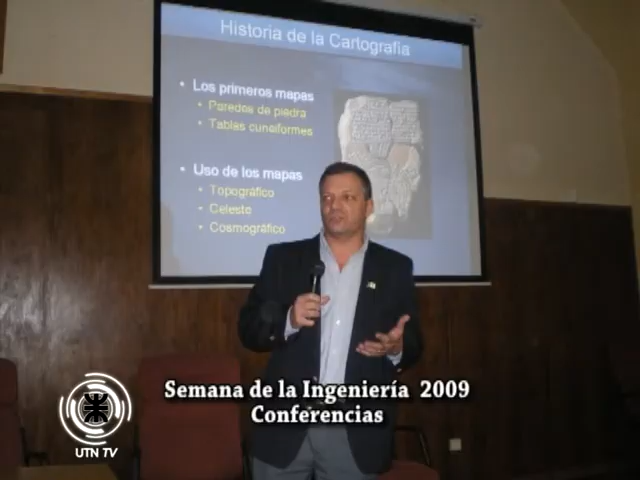 Historia de la Cartografía
• Los primeros mapas
• Paredes de piedra
• Tablas cuneiformes
• Uso de los mapas
• Topográfico
• Celeste
• Cosmográfico
Semana de la Ingeniería 2009
Conferencias
UTN TV